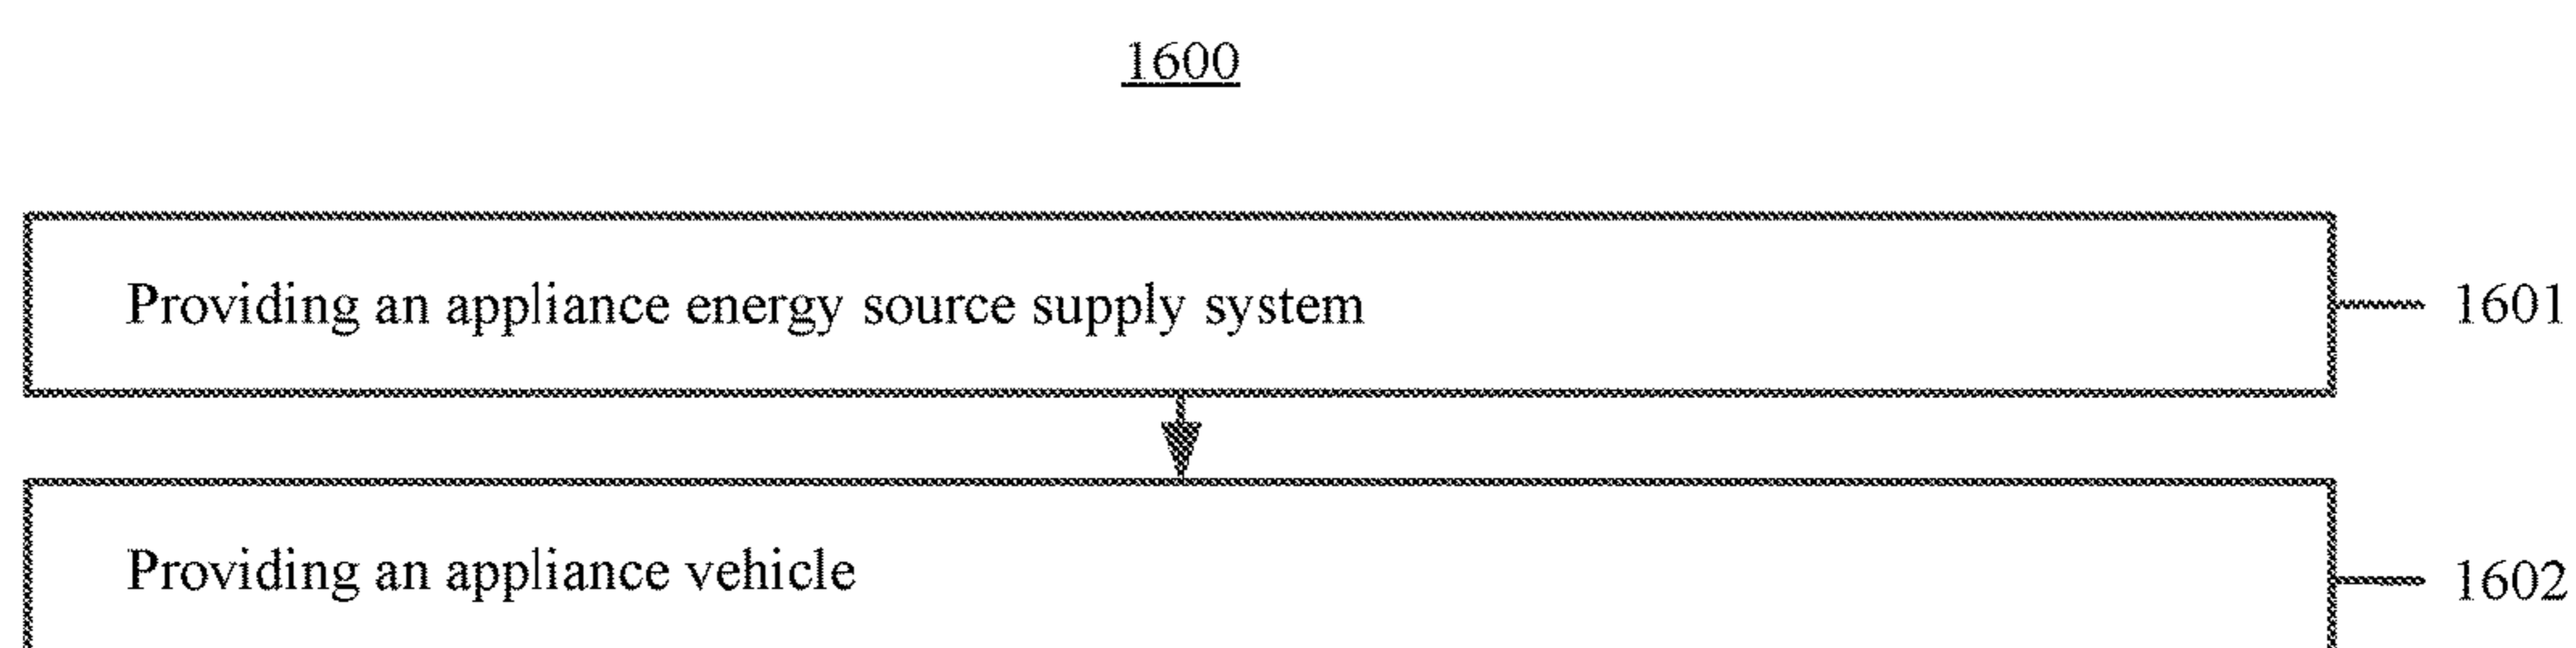 1600
Providing an appliance energy source supply system
1601
Providing an appliance vehicle
1602